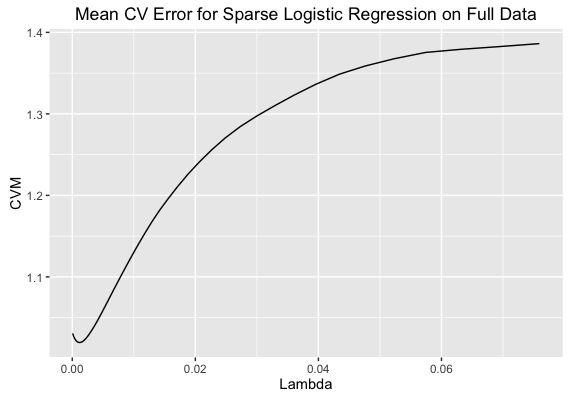 Mean CV Error for Sparse Logistic Regression on Full Data
1.4
1.3
1.2
1.1
CVM
0.00 0.02 0.04 0.06
Lambda